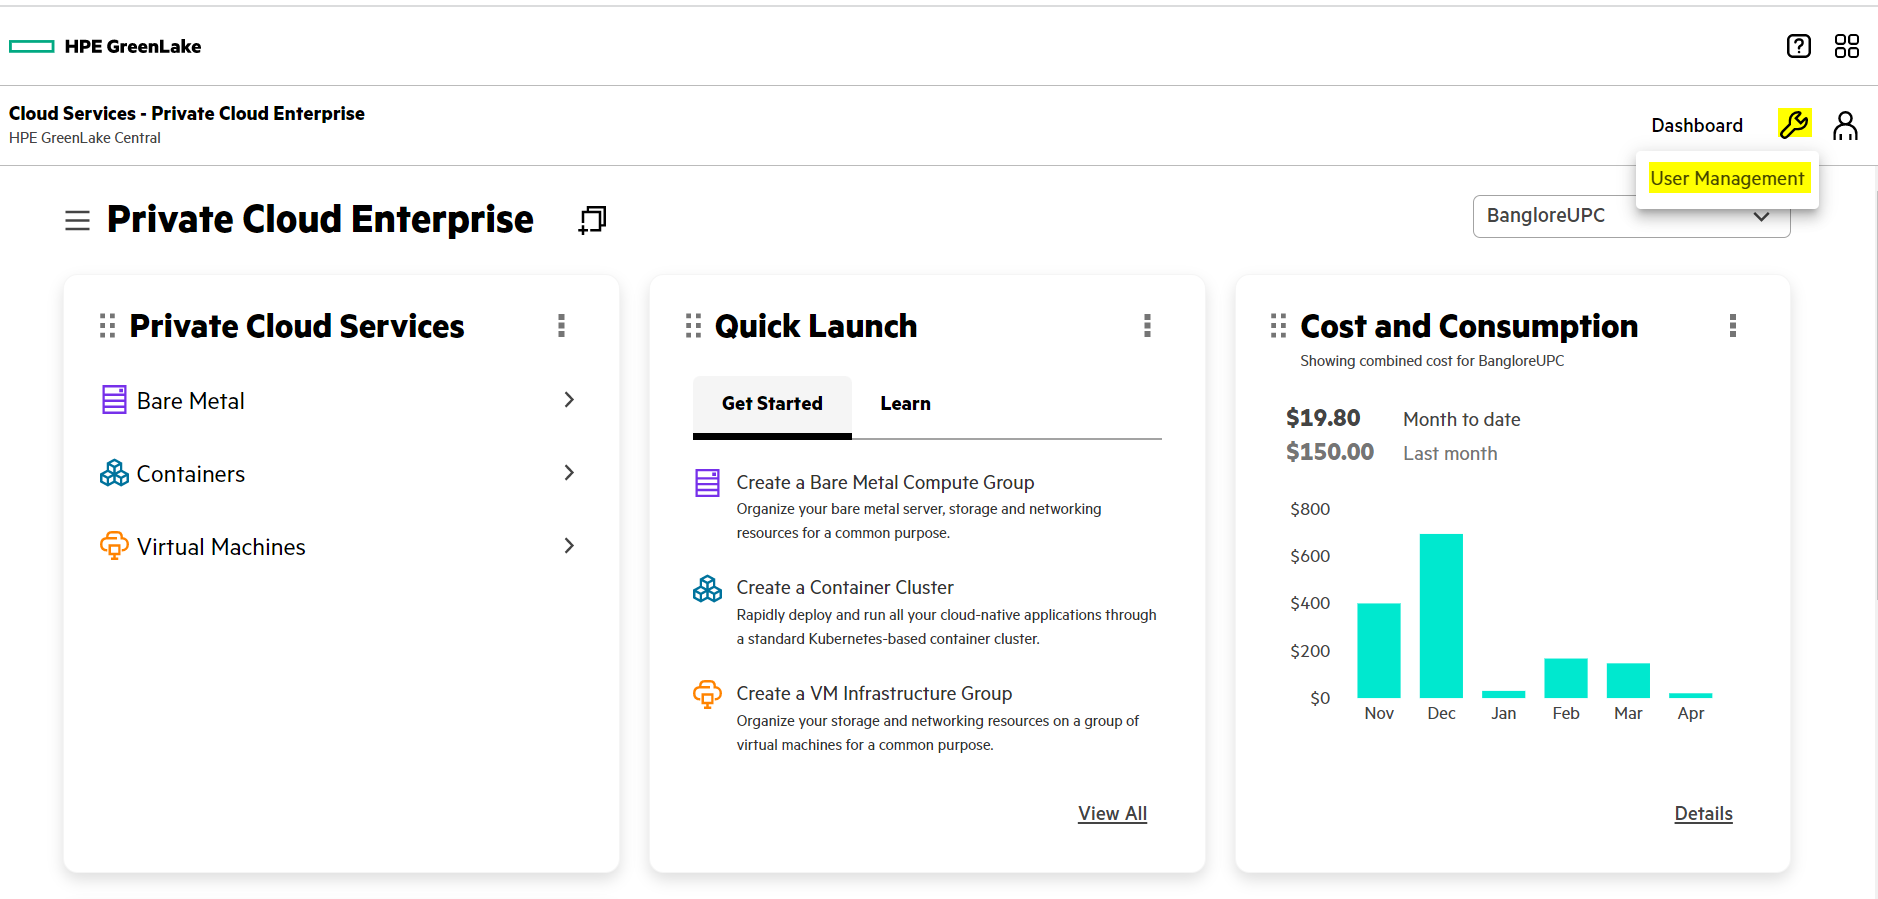 HPE GreenLake
Cloud Services - Private Cloud Enterprise
HPE GreenLake Central
Dashboard
User Management
Private Cloud Enterprise
BangloreUPC
Private Cloud Services
Bare Metal
Containers
Virtual Machines
Quick Launch
Get Started
Learn
Create a Bare Metal Compute Group
Organize your bare metal server, storage and networking
resources for a common purpose.
Create a Container Cluster
Rapidly deploy and run all your cloud-native applications through
a standard Kubernetes-based container cluster.
Create a VM Infrastructure Group
Organize your storage and networking resources on a group of
virtual machines for a common purpose.
View All
Cost and Consumption
Showing combined cost for BangloreUPC
$19.80 Month to date
$150.00 Last month
$800
$600
$400
$200
$0
Nov Dec Jan Feb Mar Apr
Details